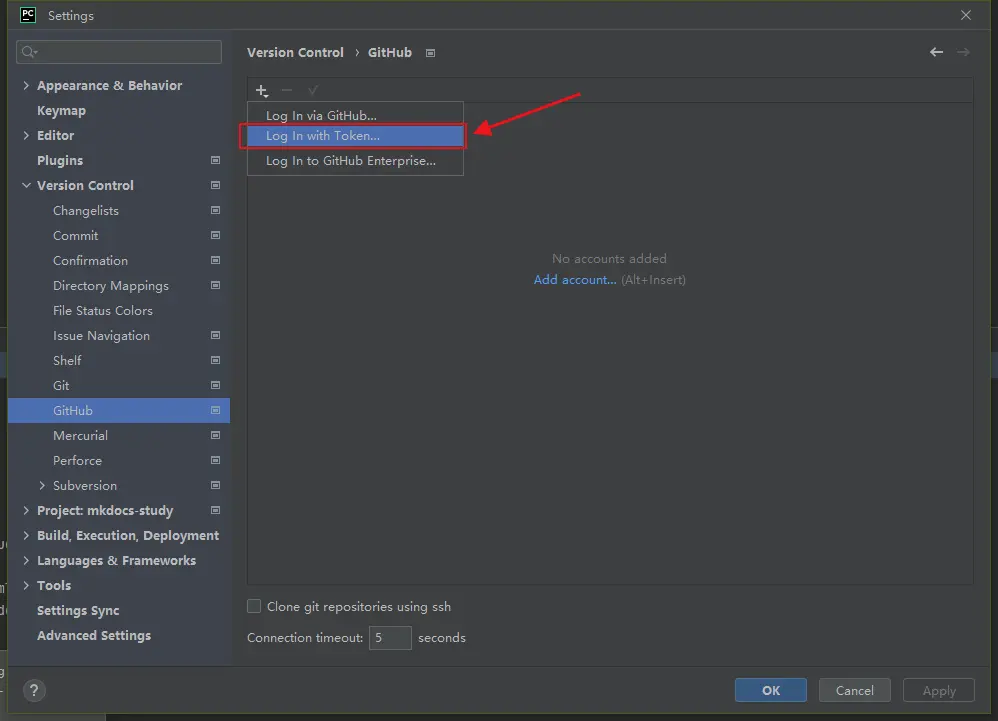 PC Settings
Version Control › GitHub
Appearance & Behavior
Keymap
Editor
Plugins
Version Control
Changelists
Commit
Confirmation
Directory Mappings
File Status Colors
Issue Navigation
Shelf
Git
GitHub
Mercurial
Perforce
Subversion
Project: mkdocs-study
Build, Execution, Deployment
Languages & Frameworks
Tools
Settings Sync
Advanced Settings
Log In via GitHub...
Log In with Token...
Log In to GitHub Enterprise...
No accounts added
Add account... (Alt+Insert)
Clone git repositories using ssh
Connection timeout: 5 seconds
?
OK Cancel Apply